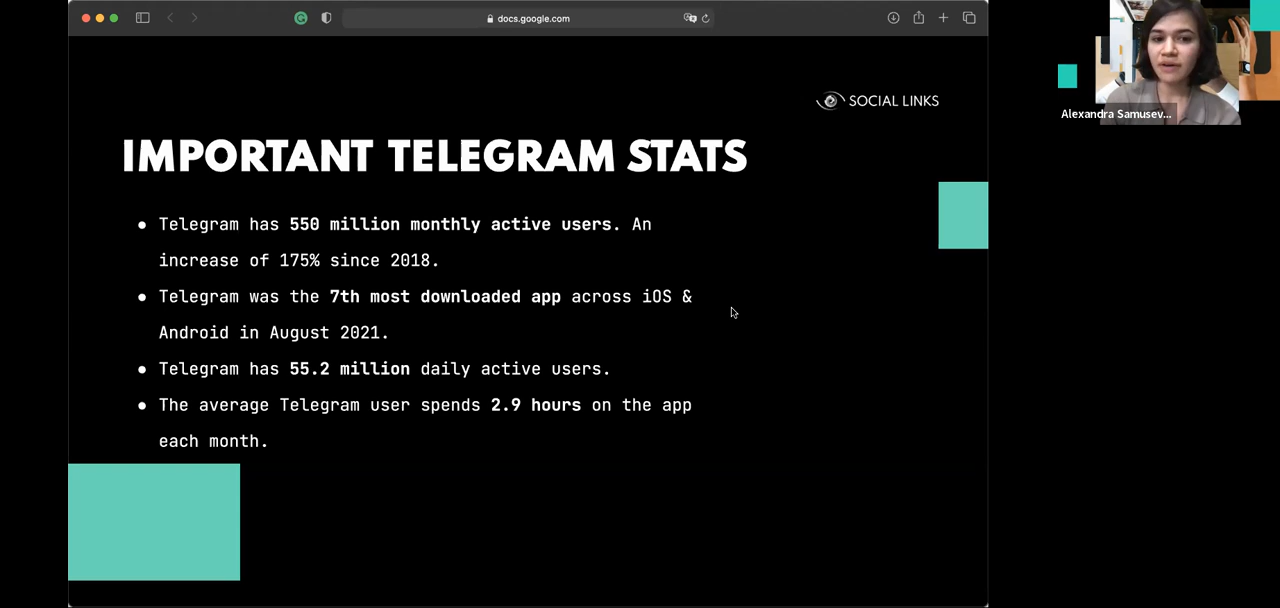 docs.google.com
SOCIAL LINKS
Alexandra Samusev...
IMPORTANT TELEGRAM STATS
● Telegram has 550 million monthly active users. An
increase of 175% since 2018.
● Telegram was the 7th most downloaded app across iOS &
Android in August 2021.
● Telegram has 55.2 million daily active users.
● The average Telegram user spends 2.9 hours on the app
each month.